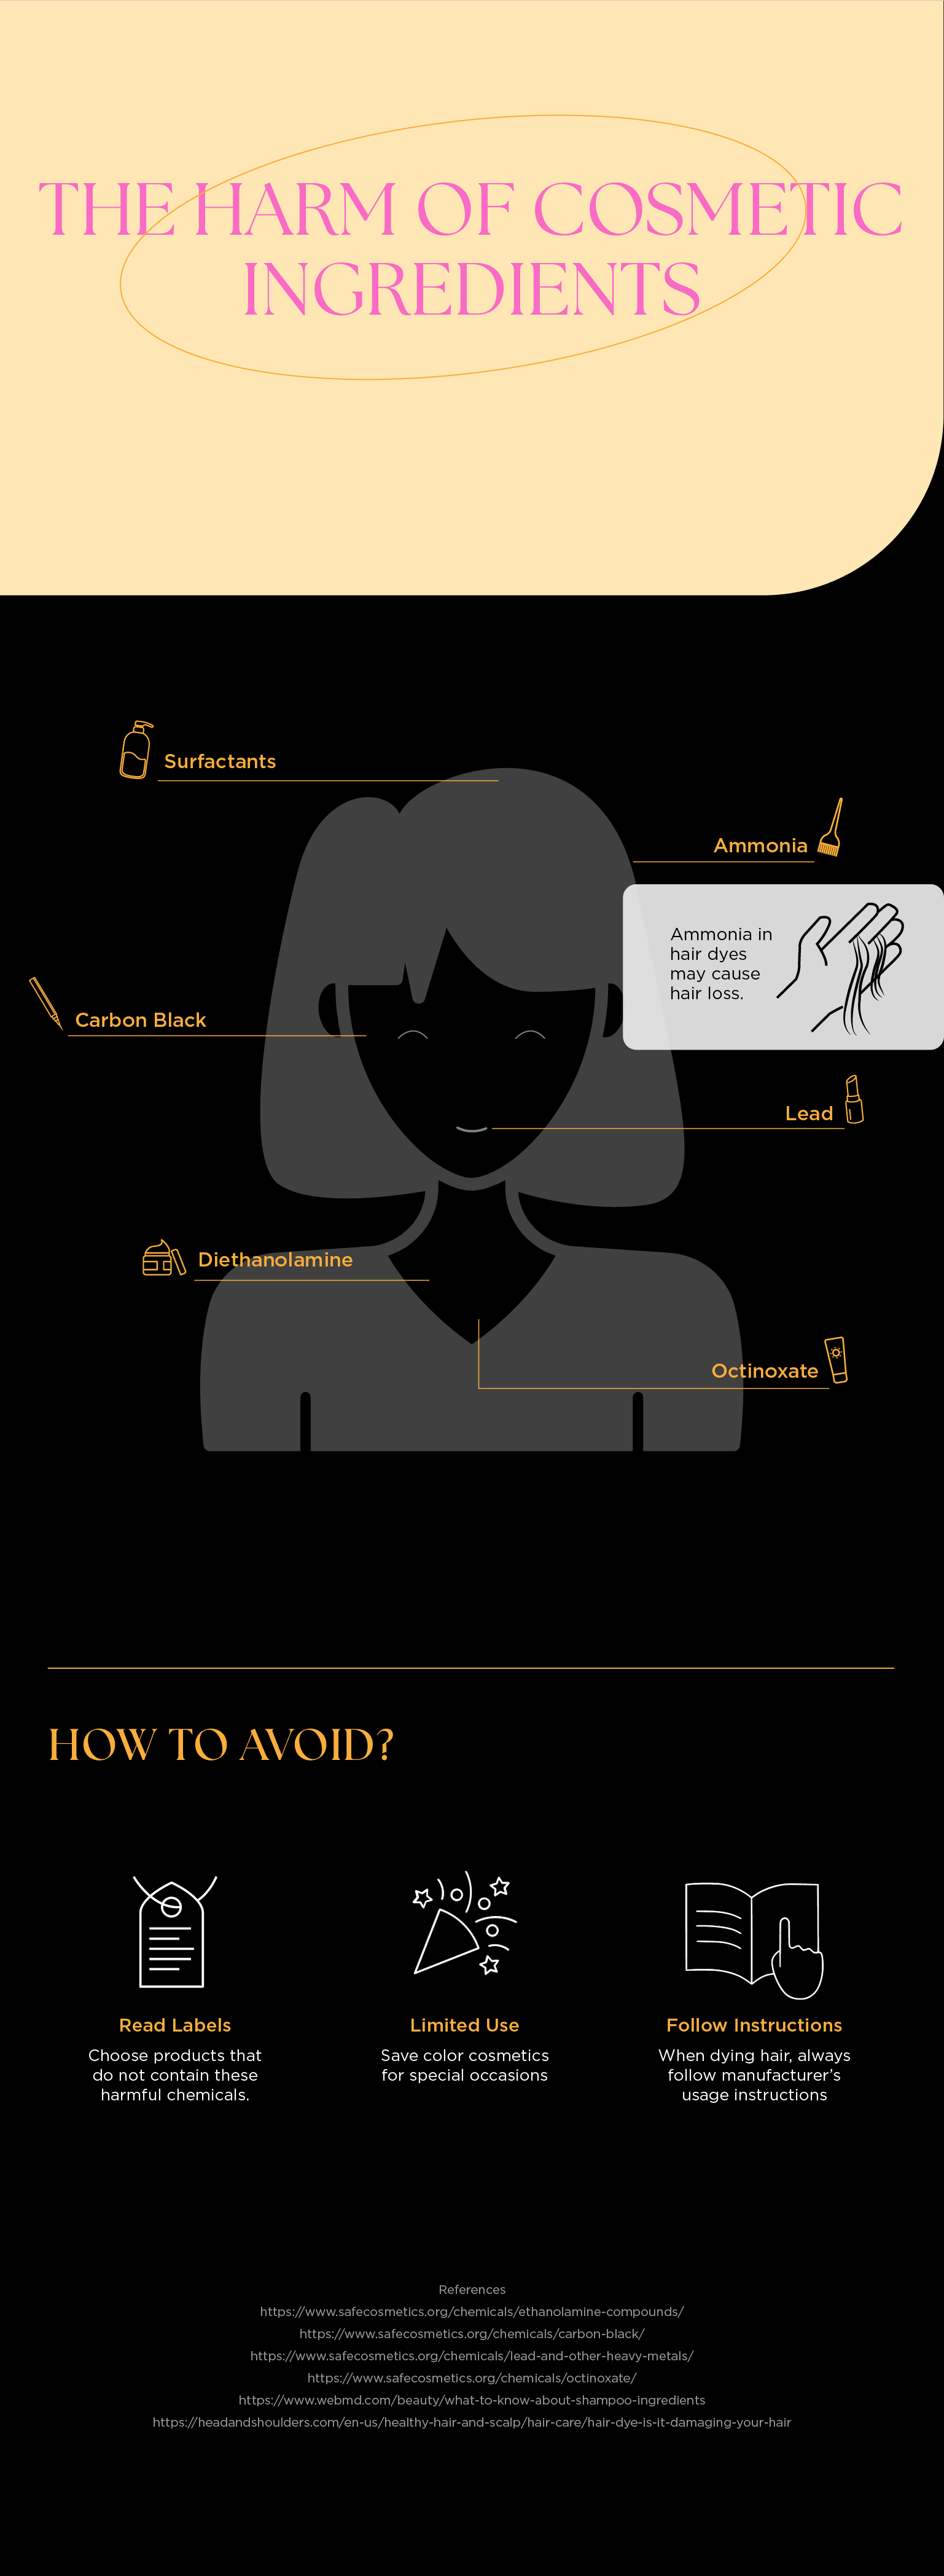 THE HARM OF COSMETIC
INGREDIENTS
Surfactants
Ammonia
Ammonia in
hair dyes
may cause
hair loss.
Carbon Black
Lead
Diethanolamine
Octinoxate
HOW TO AVOID?
Read Labels
Choose products that
do not contain these
harmful chemicals.
Limited Use
Save color cosmetics
for special occasions
Follow Instructions
When dying hair, always
follow manufacturer’s
usage instructions
References
https://www.safecosmetics.org/chemicals/ethanolamine-compounds/
https://www.safecosmetics.org/chemicals/carbon-black/
https://www.safecosmetics.org/chemicals/lead-and-other-heavy-metals/
https://www.safecosmetics.org/chemicals/octinoxate/
https://www.webmd.com/beauty/what-to-know-about-shampoo-ingredients
https://headandshoulders.com/en-us/healthy-hair-and-scalp/hair-care/hair-dye-is-it-damaging-your-hair